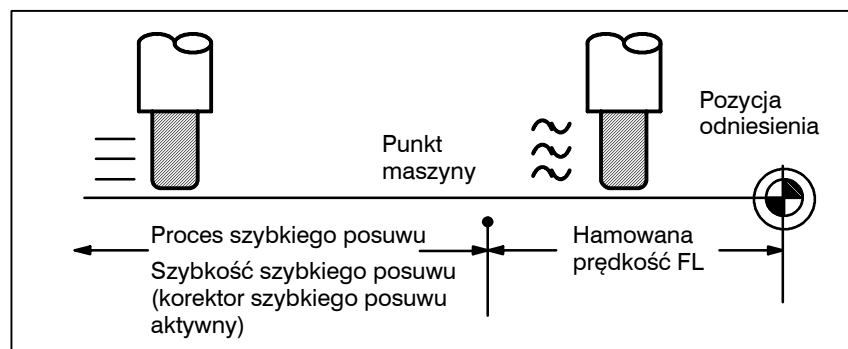 Pozycja
odniesienia
Punkt
maszyny
Proces szybkiego posuwu
Szybkość szybkiego posuwu
(korektor szybkiego posuwu
aktywny)
Hamowana
prędkość FL